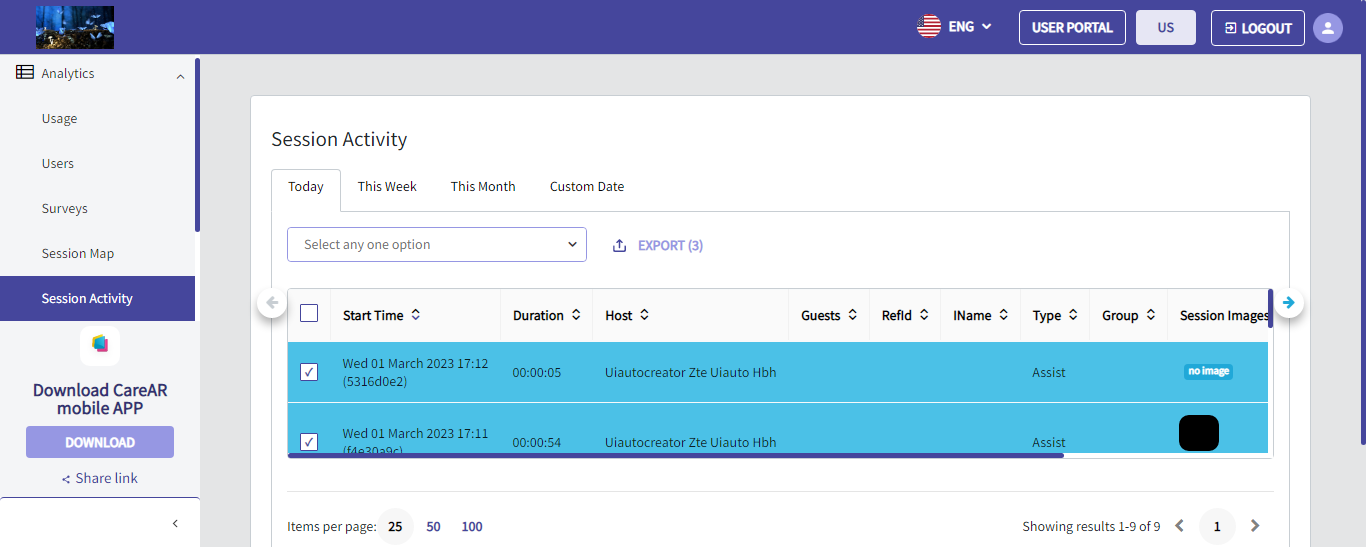 ENG
USER PORTAL
US
LOGOUT
Analytics
Usage
Users
Surveys
Session Map
Session Activity
Download CareAR
mobile APP
DOWNLOAD
Share link
Session Activity
Today This Week This Month Custom Date
Select any one option
EXPORT (3)
Start Time Duration Host Guests RefId IName Type Group Session Images
Wed 01 March 2023 17:12
(5316d0e2)
00:00:05 Uiautocreator Zte Uiauto Hbh Assist no image
Wed 01 March 2023 17:11
(f4e30a9c)
00:00:54 Uiautocreator Zte Uiauto Hbh Assist
Items per page: 25 50 100
Showing results 1-9 of 9 1